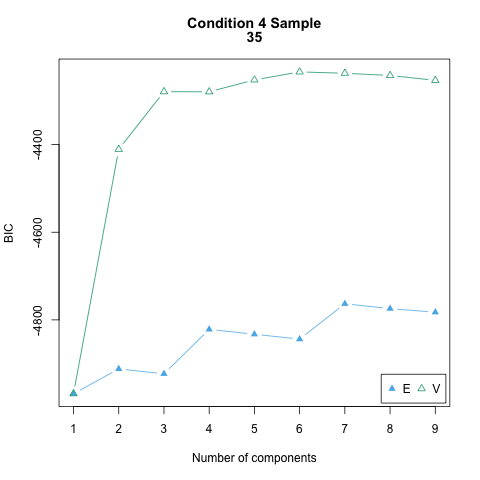 Condition 4 Sample
35
BIC
-4400
-4600
-4800
E V
1 2 3 4 5 6 7 8 9
Number of components